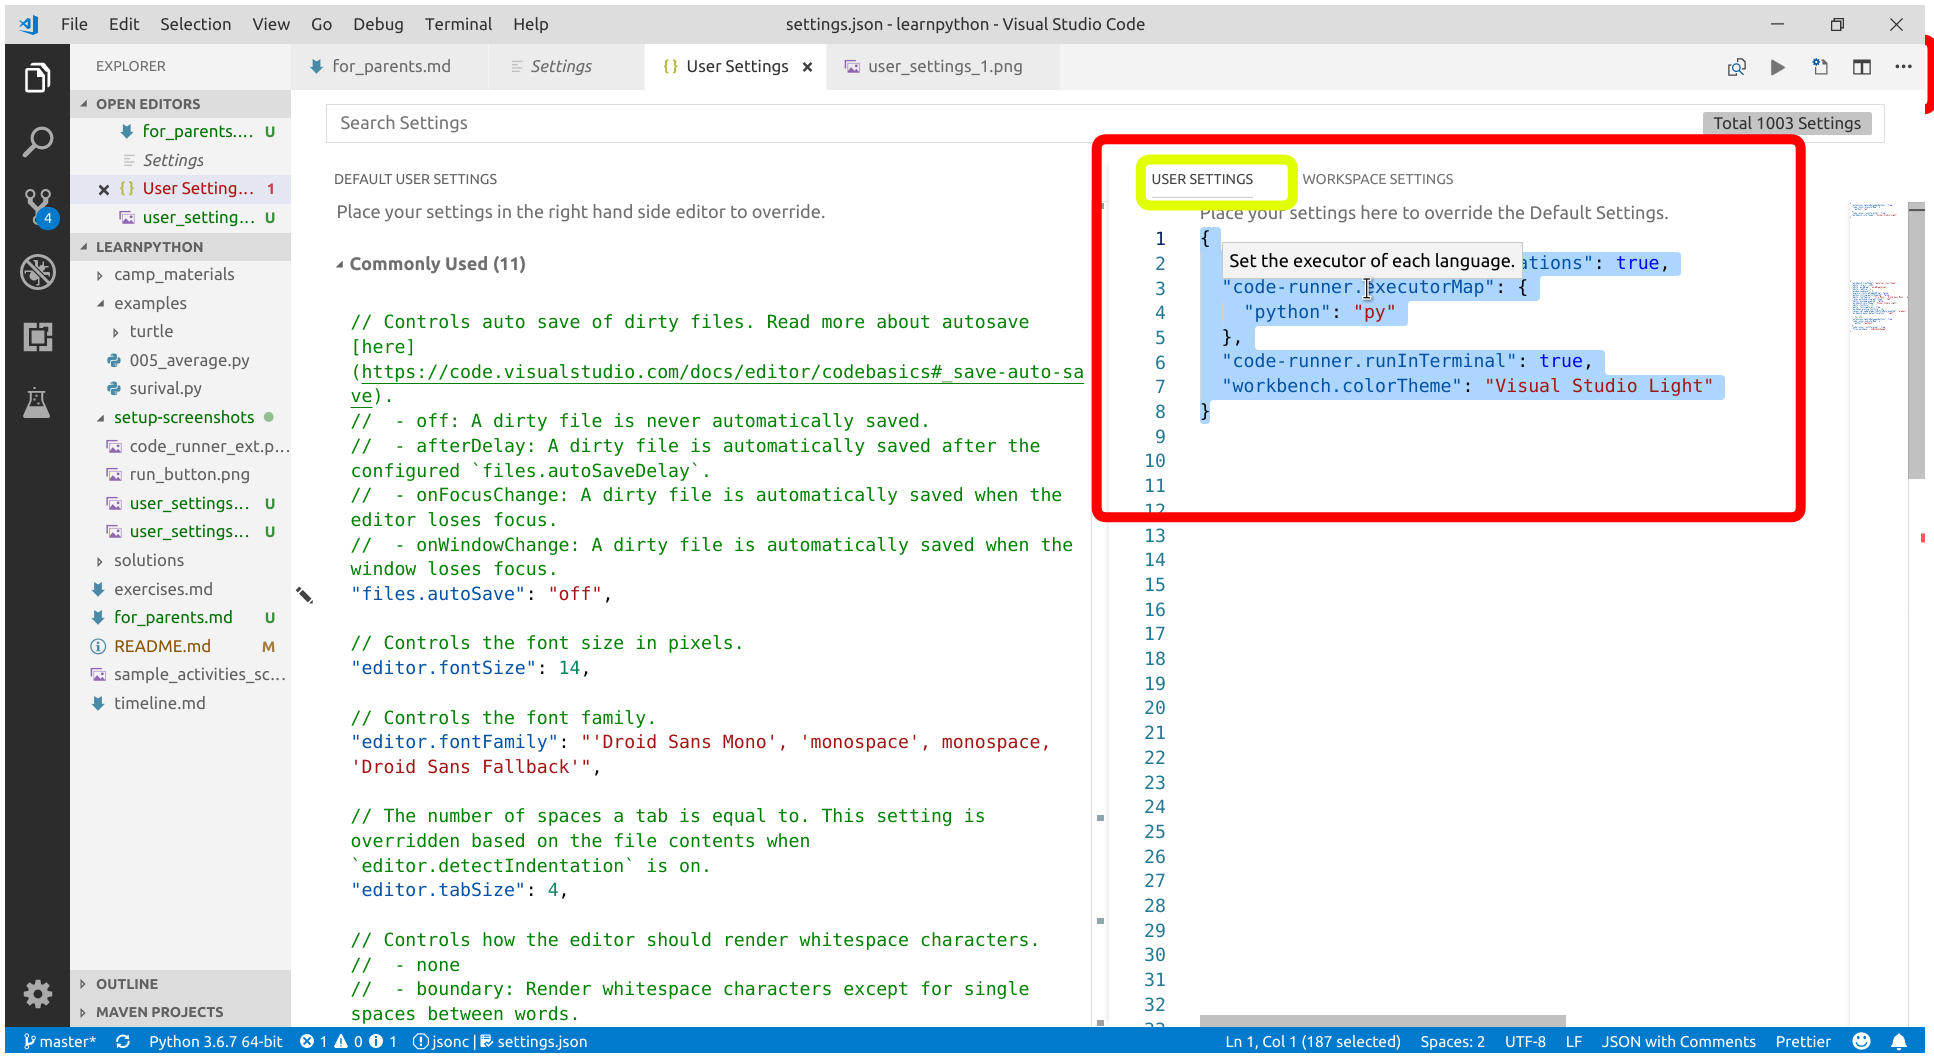 File Edit Selection View Go Debug Terminal Help
settings.json - learnpython - Visual Studio Code
EXPLORER
for_parents.md
Settings
{} User Settings
user_settings_1.png
OPEN EDITORS
for_parents.... U
Settings
{} User Setting... 1
user_setting... U
LEARNPYTHON
camp_materials
examples
turtle
005_average.py
surival.py
setup-screenshots
code_runner_ext.p...
run_button.png
user_settings... U
user_settings... U
solutions
exercises.md
for_parents.md U
README.md M
sample_activities_sc...
timeline.md
OUTLINE
MAVEN PROJECTS
4
Search Settings
Total 1003 Settings
DEFAULT USER SETTINGS
Place your settings in the right hand side editor to override.
Commonly Used (11)
// Controls auto save of dirty files. Read more about autosave
[here]
(https://code.visualstudio.com/docs/editor/codebasics#_save-auto-sa
ve).
//  - off: A dirty file is never automatically saved.
//  - afterDelay: A dirty file is automatically saved after the
configured `files.autoSaveDelay`.
//  - onFocusChange: A dirty file is automatically saved when the
editor loses focus.
//  - onWindowChange: A dirty file is automatically saved when the
window loses focus.
"files.autoSave": "off",
// Controls the font size in pixels.
"editor.fontSize": 14,
// Controls the font family.
"editor.fontFamily": "'Droid Sans Mono', 'monospace', monospace,
'Droid Sans Fallback'",
// The number of spaces a tab is equal to. This setting is
overridden based on the file contents when
`editor.detectIndentation` is on.
"editor.tabSize": 4,
// Controls how the editor should render whitespace characters.
//  - none
//  - boundary: Render whitespace characters except for single
spaces between words.
USER SETTINGS
WORKSPACE SETTINGS
Place your settings here to override the Default Settings.
1 {
Set the executor of each language.
2 ations": true,
3 "code-runner.executorMap": {
4 "python": "py"
5 },
6 "code-runner.runInTerminal": true,
7 "workbench.colorTheme": "Visual Studio Light"
8 }
9
10
11
12
13
14
15
16
17
18
19
20
21
22
23
24
25
26
27
28
29
30
31
32
master*
Python 3.6.7 64-bit
1 0 1
jsonc | settings.json
Ln 1, Col 1 (187 selected)
Spaces: 2
UTF-8
LF
JSON with Comments
Prettier